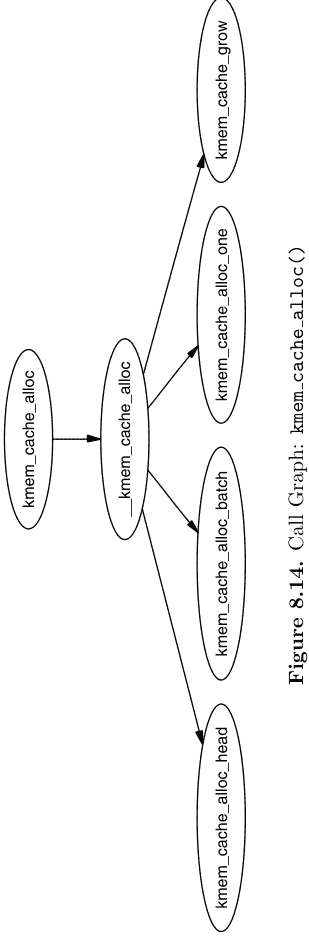 kmem_cache_alloc
__kmem_cache_alloc
kmem_cache_alloc_head
kmem_cache_alloc_batch
kmem_cache_alloc_one
kmem_cache_grow
Figure 8.14. Call Graph: kmem_cache_alloc()